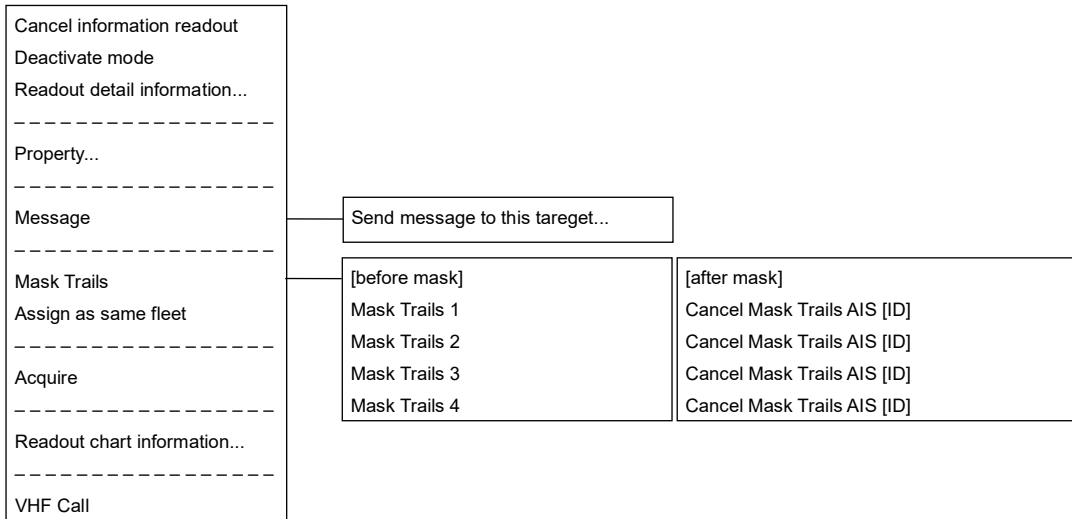 Cancel information readout
Deactivate mode
Readout detail information...
Property...
Message
Send message to this tareget...
Mask Trails
Assign as same fleet
[before mask]
Mask Trails 1
Mask Trails 2
Mask Trails 3
Mask Trails 4
[after mask]
Cancel Mask Trails AIS [ID]
Cancel Mask Trails AIS [ID]
Cancel Mask Trails AIS [ID]
Cancel Mask Trails AIS [ID]
Acquire
Readout chart information...
VHF Call